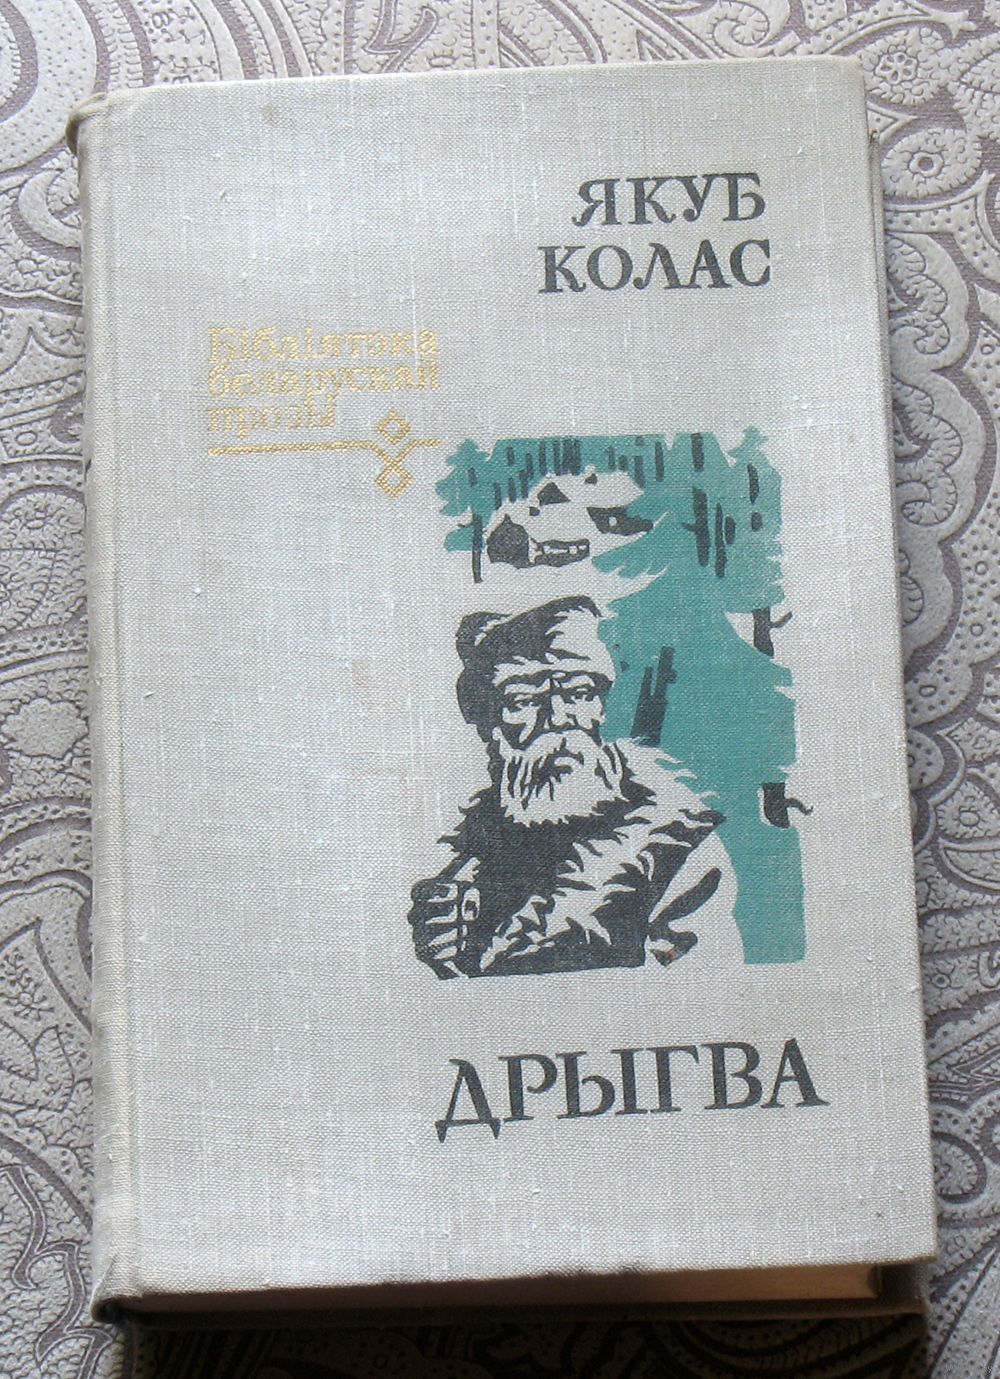 ЯКУБ
КОЛАС
Бібліятэка
беларускай
прозы
ДРЫГВА